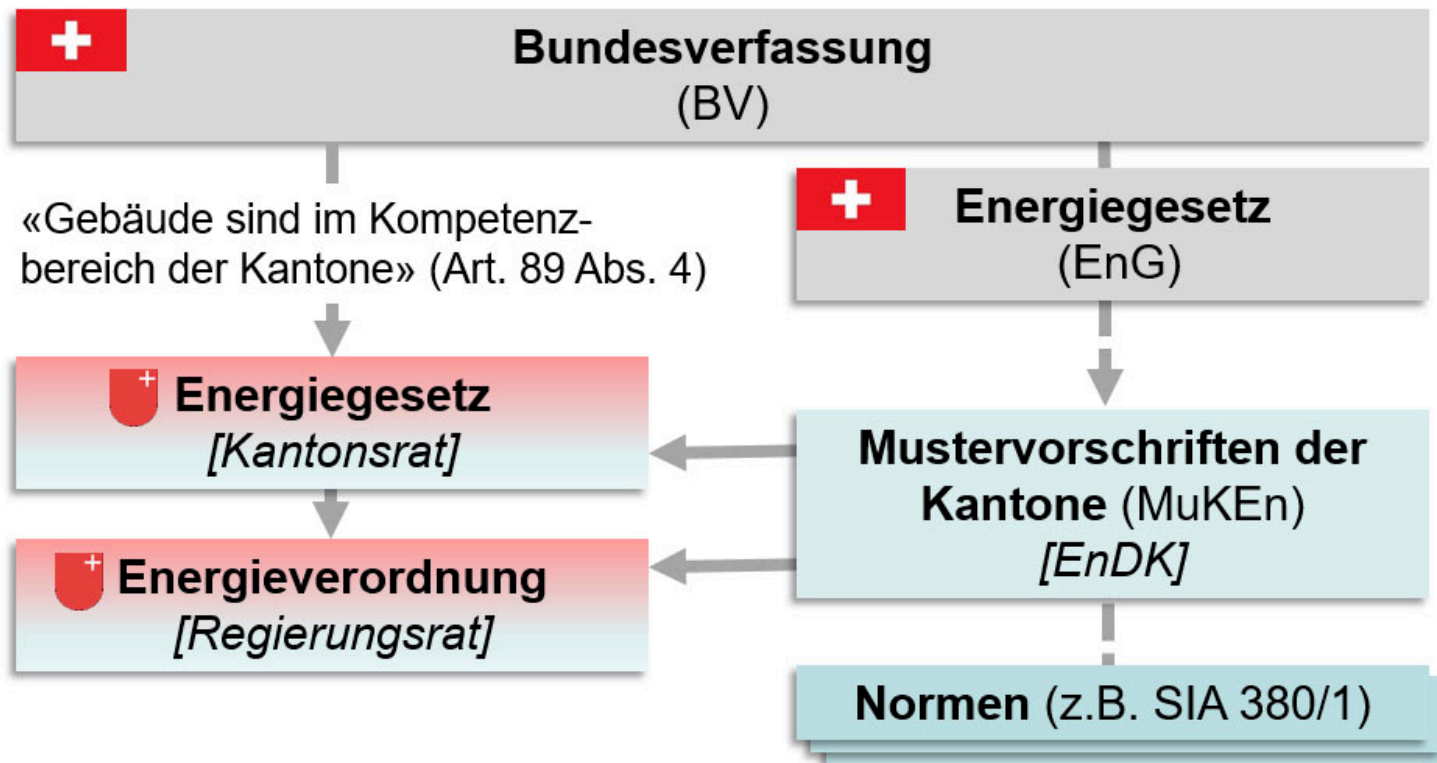 Bundesverfassung
(BV)
«Gebäude sind im Kompetenz-
bereich der Kantone» (Art. 89 Abs. 4)
Energiegesetz
(EnG)
Energiegesetz
[Kantonsrat]
Energieverordnung
[Regierungsrat]
Mustervorschriften der
Kantone (MuKEn)
[EnDK]
Normen (z.B. SIA 380/1)